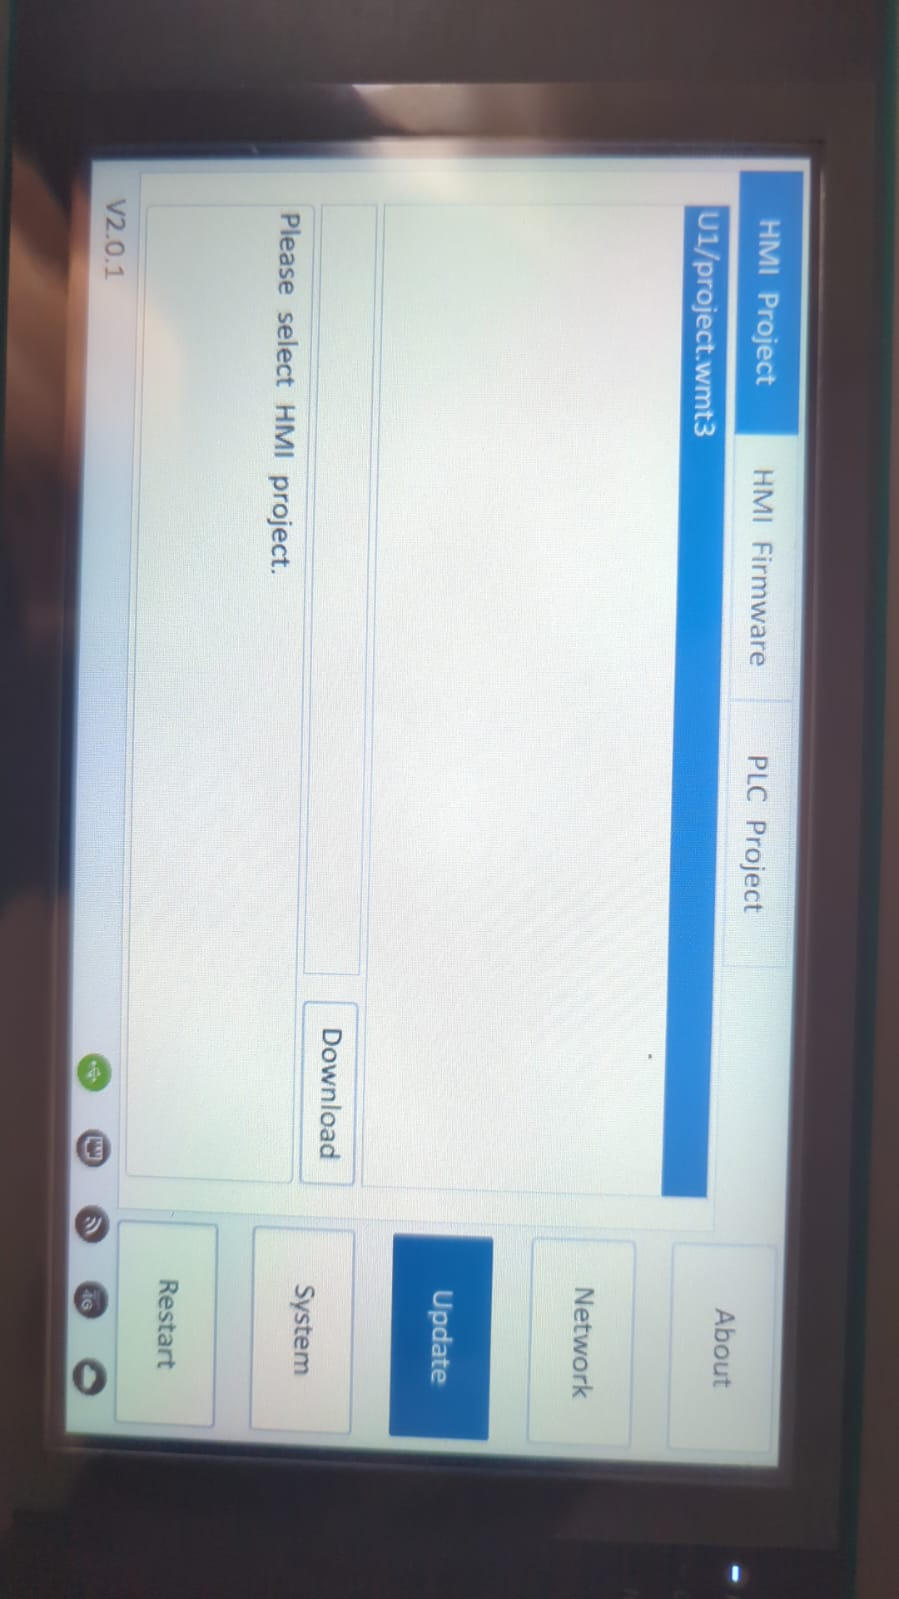 HMI Project
HMI Firmware
PLC Project
U1/project.wmt3
Download
Please select HMI project.
About
Network
Update
System
Restart
V2.0.1
4G